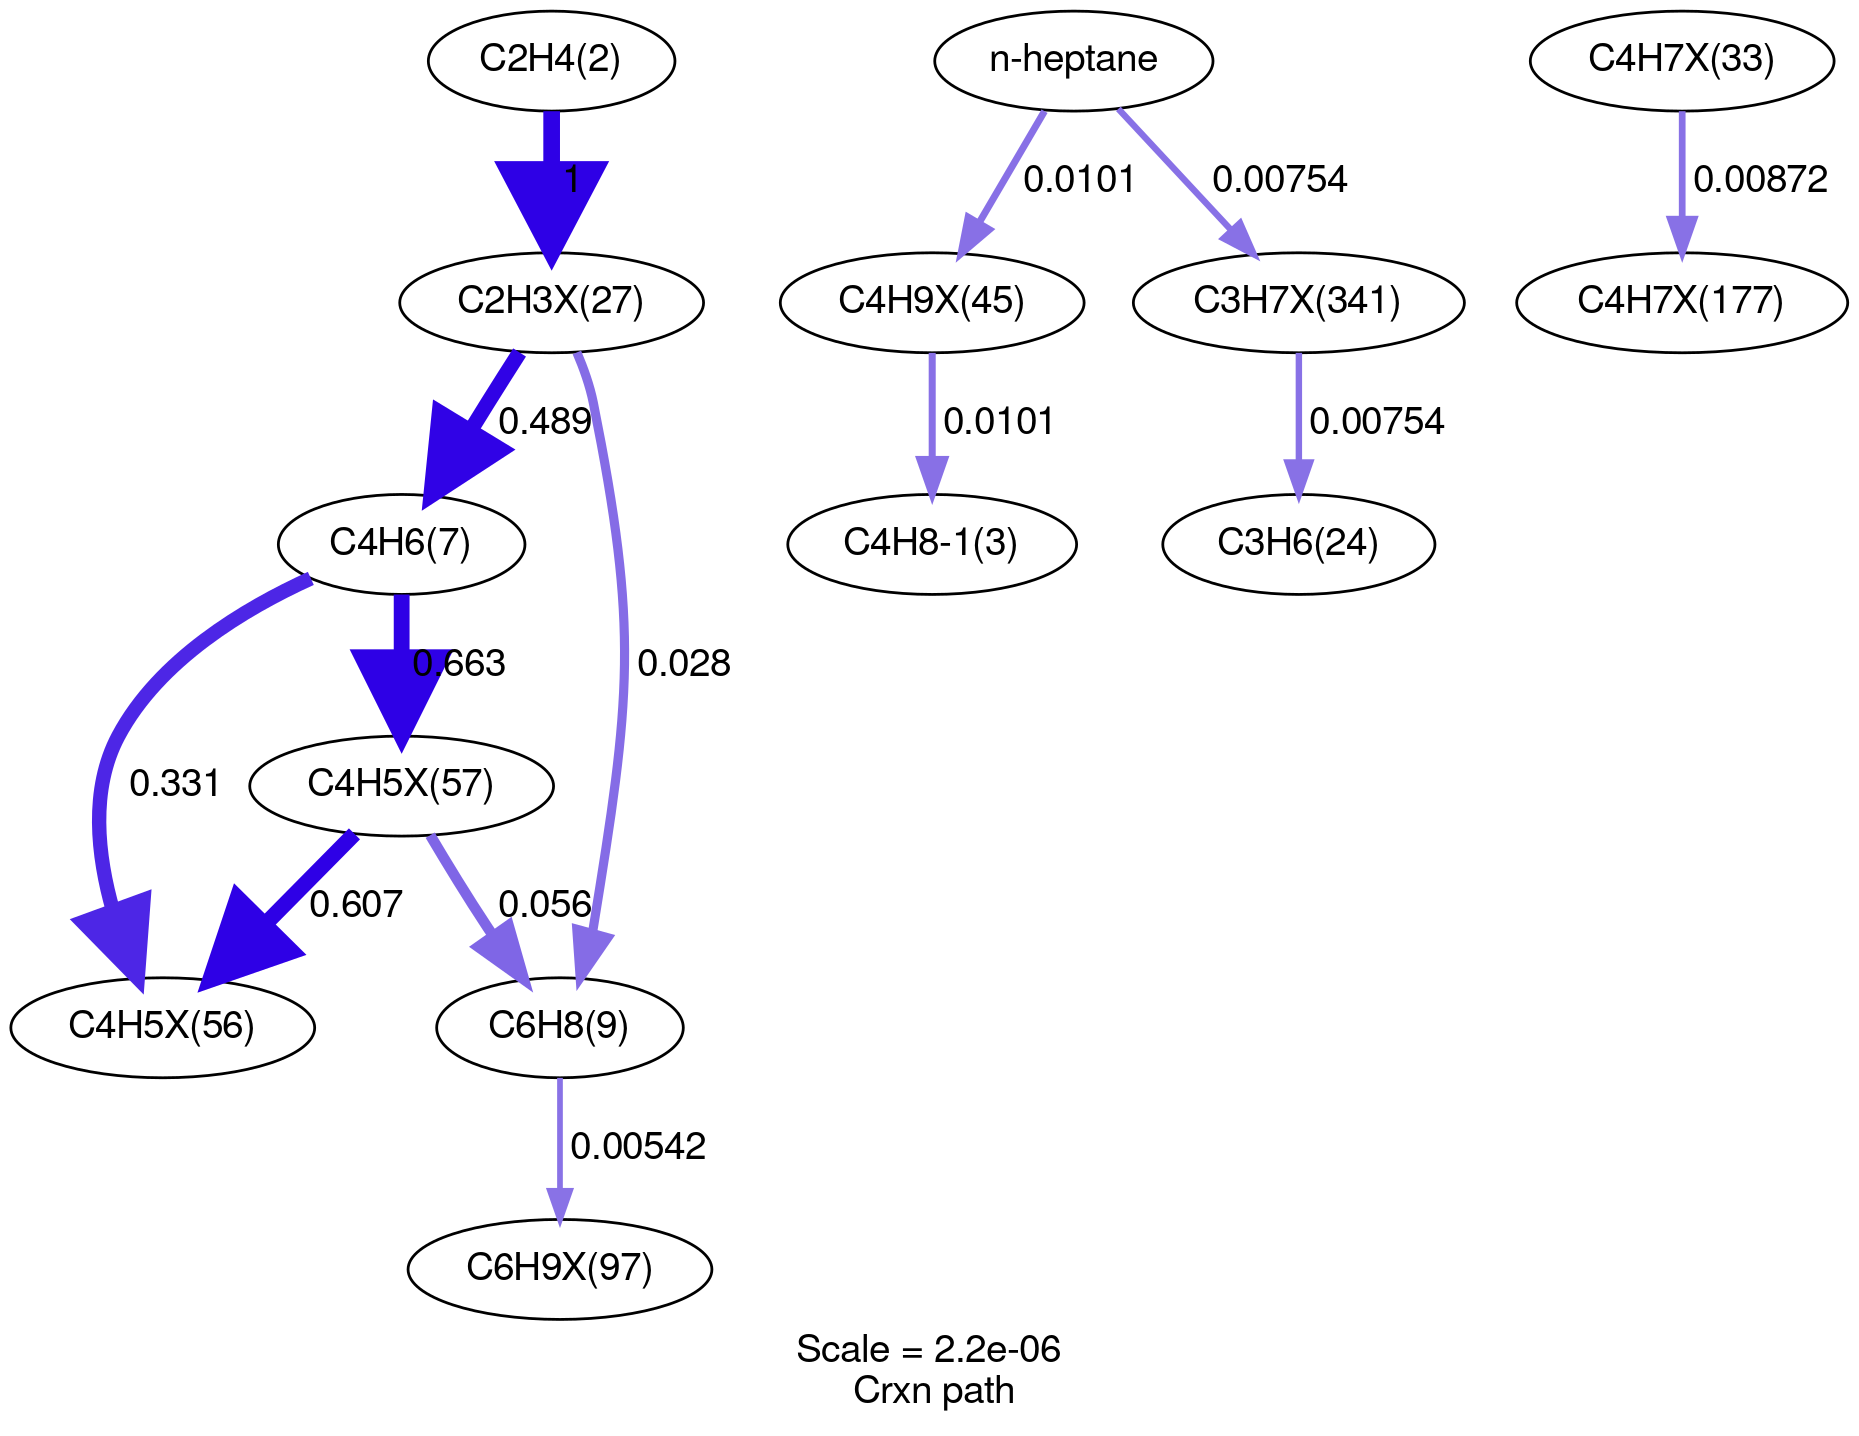 C2H4(2)
n-heptane
C4H7X(33)
1
0.0101
0.00754
0.00872
C2H3X(27)
C4H9X(45)
C3H7X(341)
C4H7X(177)
0.489
0.0101
0.00754
C4H6(7)
C4H8-1(3)
C3H6(24)
0.663
0.028
0.331
C4H5X(57)
0.607
0.056
C4H5X(56)
C6H8(9)
0.00542
C6H9X(97)
Scale = 2.2e-06
Crxn path